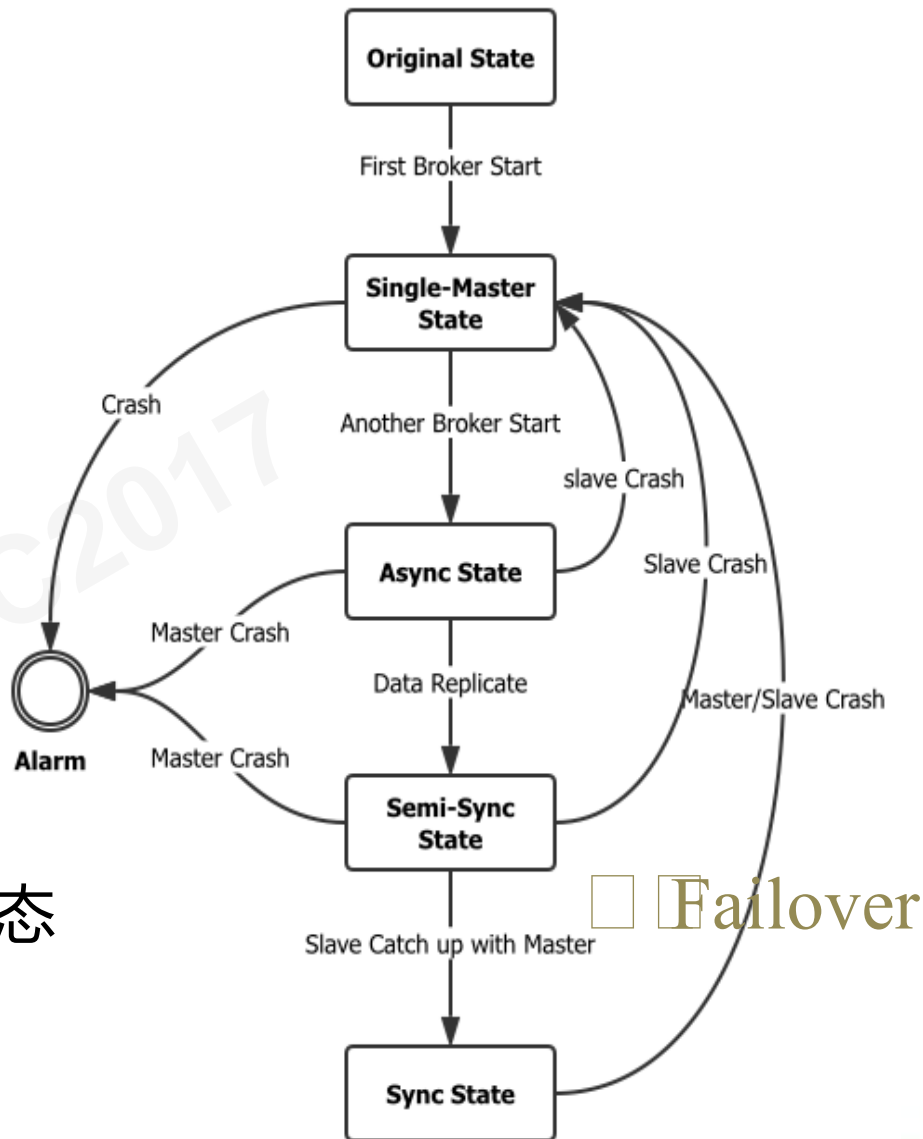 Original State
First Broker Start
Single-Master
State
Crash
Another Broker Start
slave Crash
C2017
Async State
Slave Crash
Master Crash
Data Replicate
Master/Slave Crash
Alarm
Master Crash
Semi-Sync
State
态
Failover
Slave Catch up with Master
Sync State